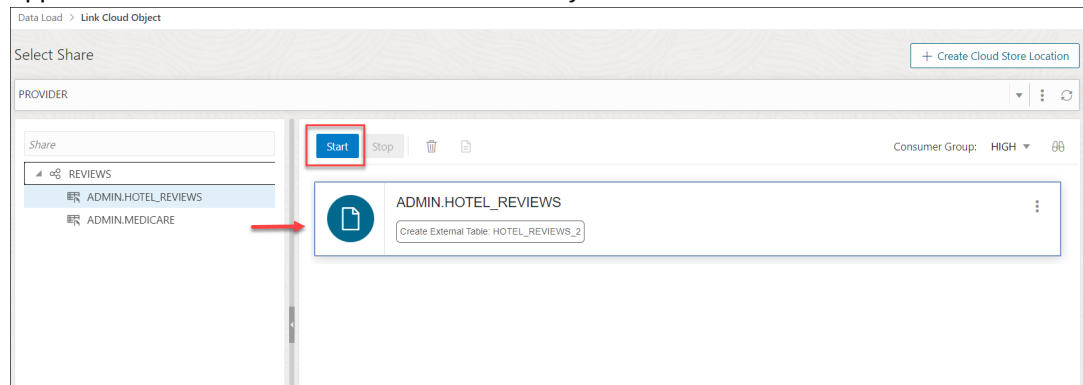 Data Load > Link Cloud Object
Select Share
+ Create Cloud Store Location
PROVIDER
Share
REVIEWS
ADMIN.HOTEL_REVIEWS
ADMIN.MEDICARE
Start Stop
Consumer Group: HIGH
ADMIN.HOTEL_REVIEWS
Create External Table: HOTEL_REVIEWS_2